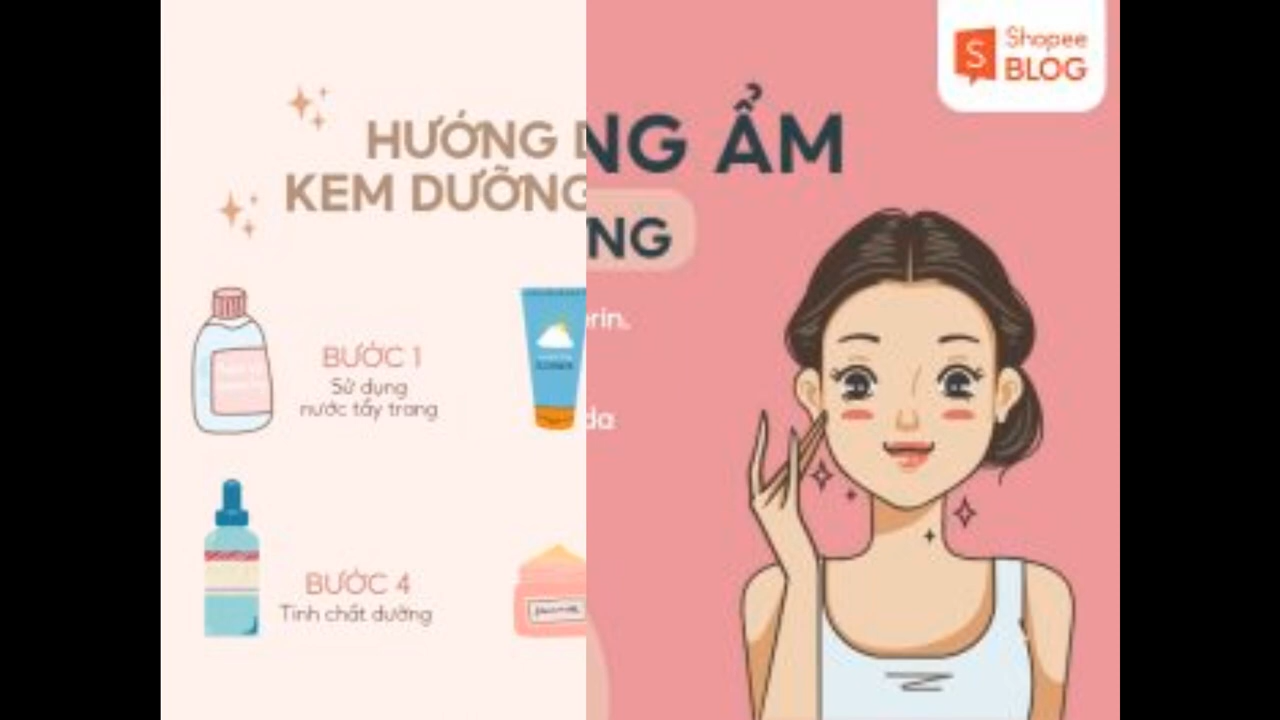 HƯỚNG
KEM DƯỠNG
BƯỚC 1
Sử dụng
nước tẩy trang
BƯỚC 4
Tinh chất dưỡng
Shopee
BLOG
NG ẨM
NG
rin,
da